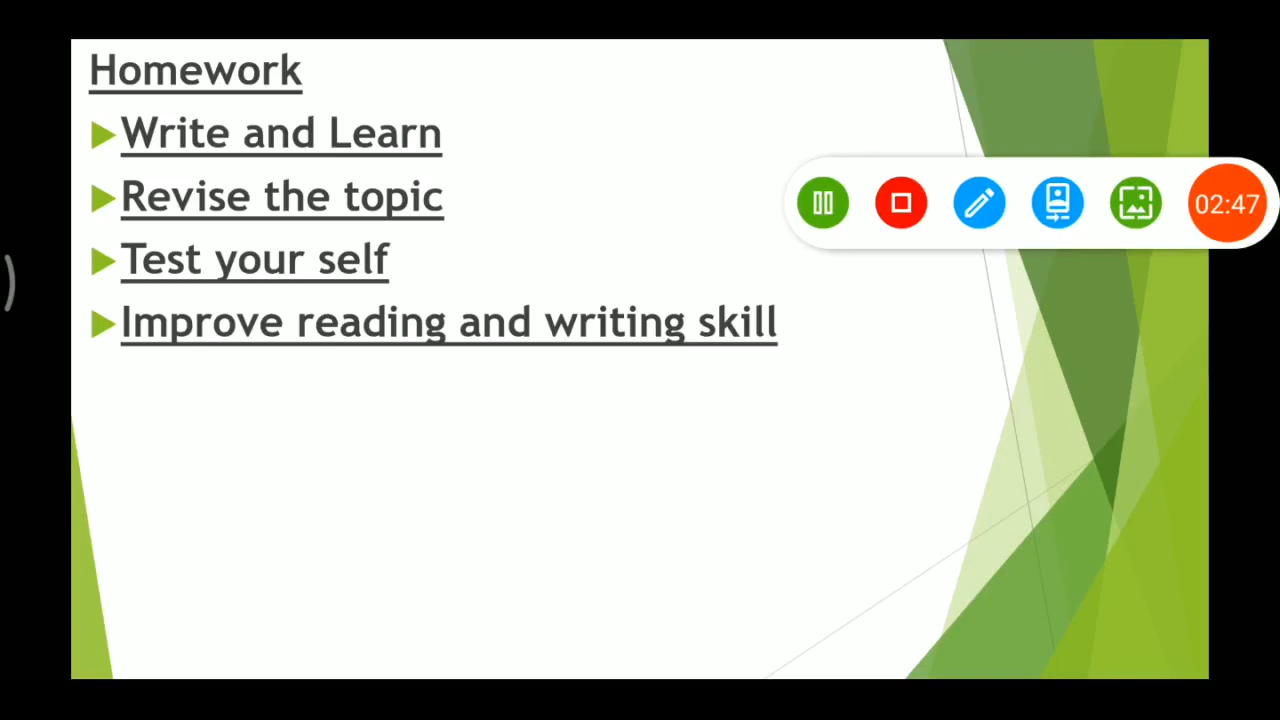 Homework
Write and Learn
Revise the topic
Test your self
Improve reading and writing skill
02:47